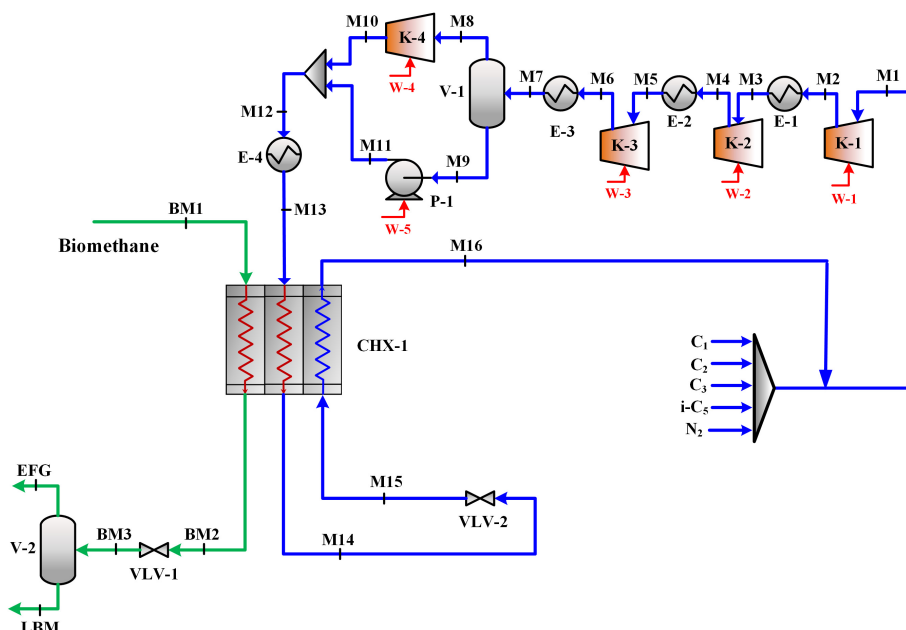 M10
K-4
M8
W-4
V-1
M7
E-3
M6
M5
E-2
M4
M3
E-1
M2
M1
K-3
K-2
K-1
W-3
W-2
W-1
M12
E-4
M11
M9
P-1
W-5
M13
BM1
Biomethane
M16
CHX-1
C₁
C₂
C₃
i-C₅
N₂
EFG
V-2
BM3
BM2
VLV-1
LBM
M15
VLV-2
M14